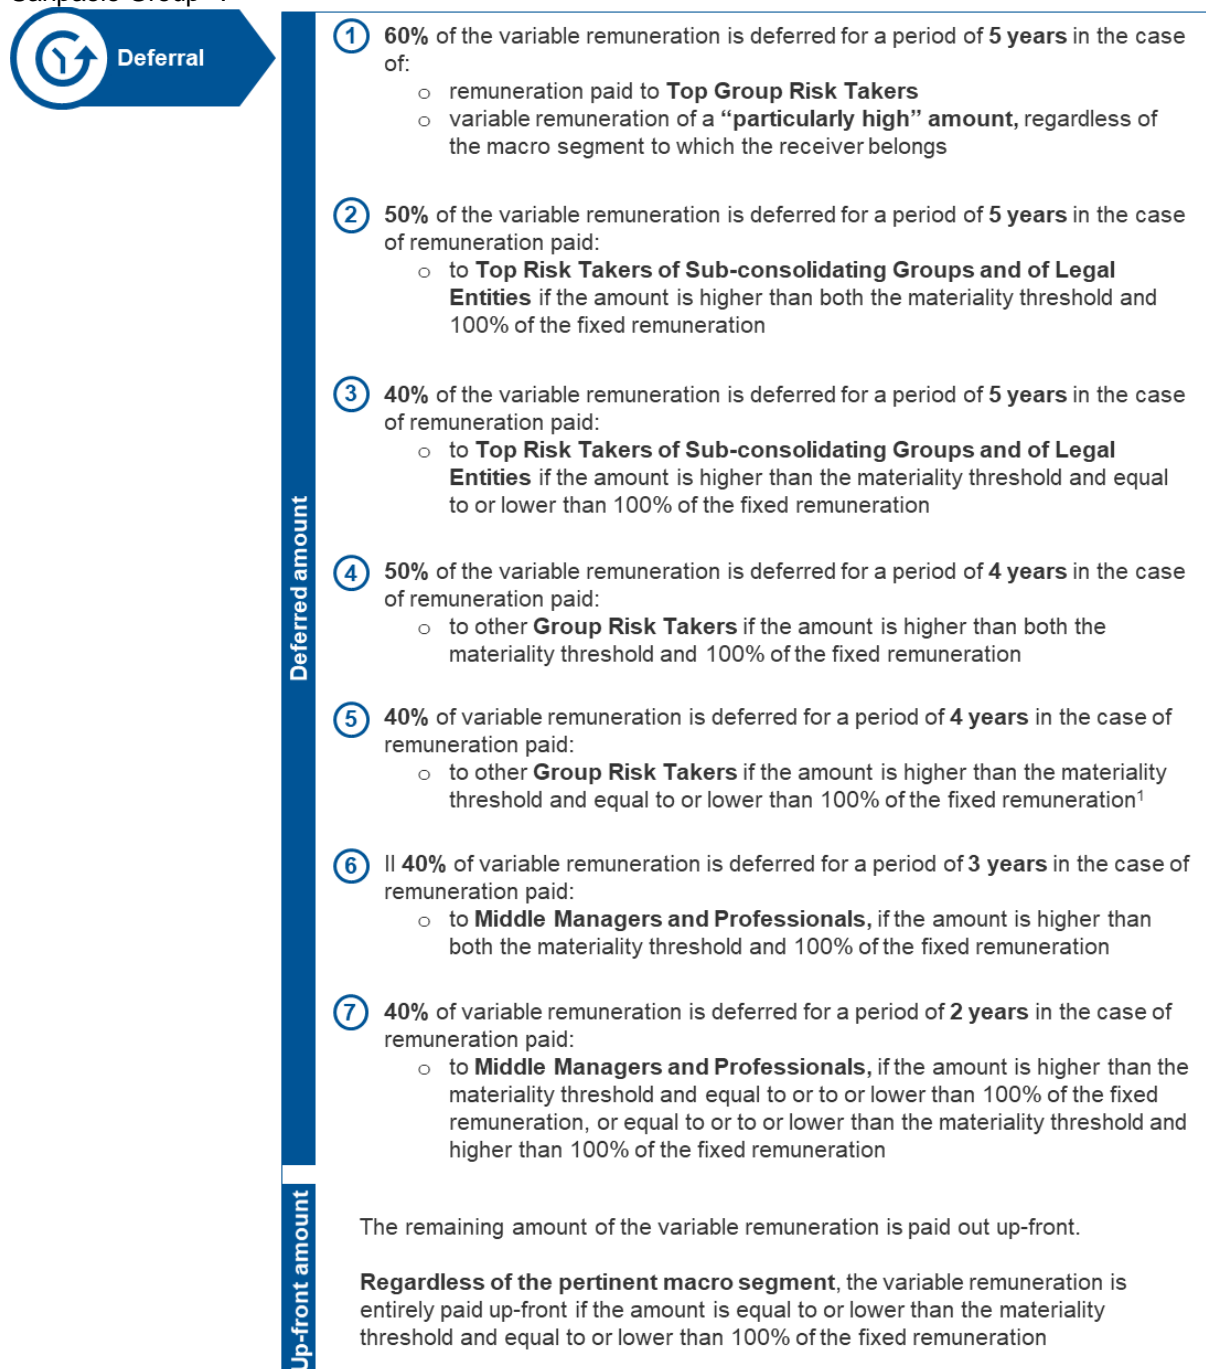 Sanpaolo Group
Deferral
1 60% of the variable remuneration is deferred for a period of 5 years in the case
of:
o remuneration paid to Top Group Risk Takers
o variable remuneration of a “particularly high” amount, regardless of
the macro segment to which the receiver belongs
2 50% of the variable remuneration is deferred for a period of 5 years in the case
of remuneration paid:
o to Top Risk Takers of Sub-consolidating Groups and of Legal
Entities if the amount is higher than both the materiality threshold and
100% of the fixed remuneration
3 40% of the variable remuneration is deferred for a period of 5 years in the case
of remuneration paid:
o to Top Risk Takers of Sub-consolidating Groups and of Legal
Entities if the amount is higher than the materiality threshold and equal
to or lower than 100% of the fixed remuneration
Deferred amount
4 50% of the variable remuneration is deferred for a period of 4 years in the case
of remuneration paid:
o to other Group Risk Takers if the amount is higher than both the
materiality threshold and 100% of the fixed remuneration
5 40% of variable remuneration is deferred for a period of 4 years in the case of
remuneration paid:
o to other Group Risk Takers if the amount is higher than the materiality
threshold and equal to or lower than 100% of the fixed remuneration¹
6 Il 40% of variable remuneration is deferred for a period of 3 years in the case of
remuneration paid:
o to Middle Managers and Professionals, if the amount is higher than
both the materiality threshold and 100% of the fixed remuneration
7 40% of variable remuneration is deferred for a period of 2 years in the case of
remuneration paid:
o to Middle Managers and Professionals, if the amount is higher than the
materiality threshold and equal to or to or lower than 100% of the fixed
remuneration, or equal to or to or lower than the materiality threshold and
higher than 100% of the fixed remuneration
Up-front amount
The remaining amount of the variable remuneration is paid out up-front.
Regardless of the pertinent macro segment, the variable remuneration is
entirely paid up-front if the amount is equal to or lower than the materiality
threshold and equal to or lower than 100% of the fixed remuneration